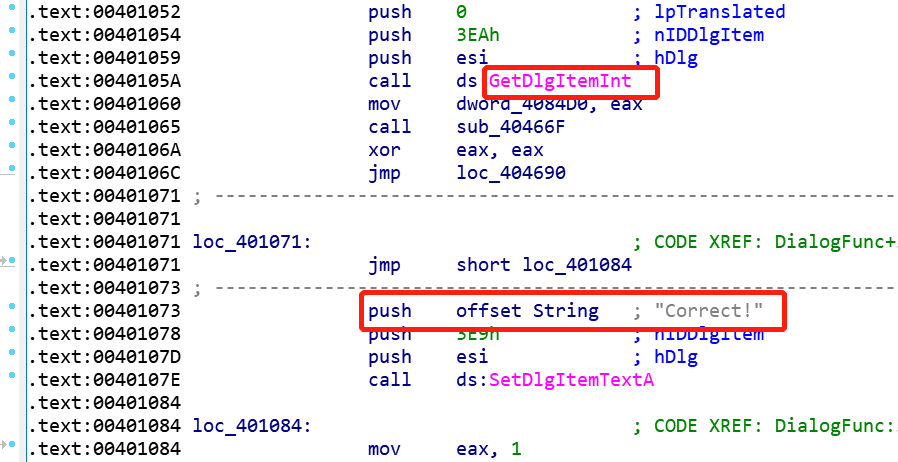 .text:00401052 push 0 ; lpTranslated
.text:00401054 push 3EAh ; nIDDlgItem
.text:00401059 push esi ; hDlg
.text:0040105A call ds:GetDlgItemInt
.text:00401060 mov dword_4084D0, eax
.text:00401065 call sub_40466F
.text:0040106A xor eax, eax
.text:0040106C jmp loc_404690
.text:00401071 ; ---------------------------------------------------------------
.text:00401071
.text:00401071 loc_401071: ; CODE XREF: DialogFunc+
.text:00401071 jmp short loc_401084
.text:00401073 ; ---------------------------------------------------------------
.text:00401073 push offset String ; "Correct!"
.text:00401078 push 3E9h ; nIDDlgItem
.text:0040107D push esi ; hDlg
.text:0040107E call ds:SetDlgItemTextA
.text:00401084
.text:00401084 loc_401084: ; CODE XREF: DialogFunc:
.text:00401084 mov eax, 1